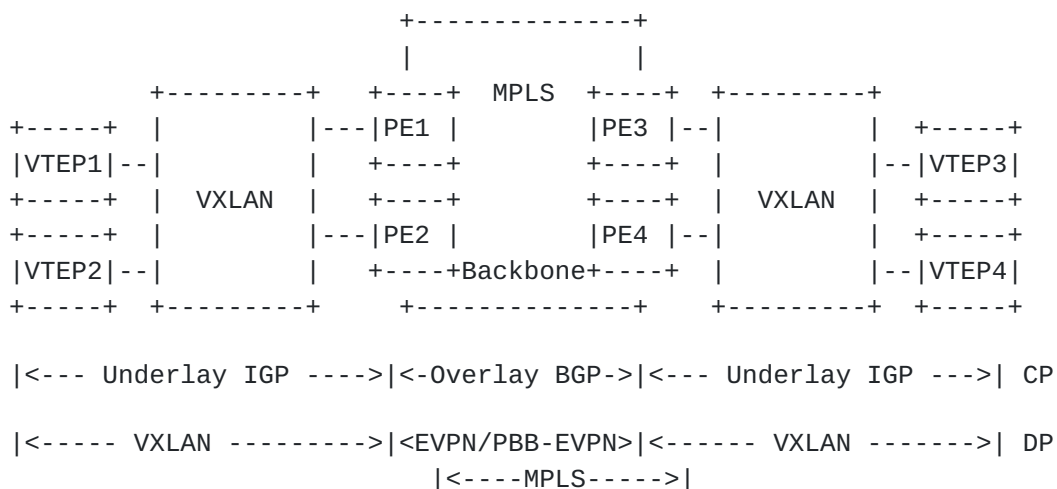 +--------------+
                         |              |
         +---------+   +----+  MPLS  +----+  +---------+
+-----+  |         |---|PE1 |        |PE3 |--|         |  +-----+
|VTEP1|--|         |   +----+        +----+  |         |--|VTEP3|
+-----+  |  VXLAN  |   +----+        +----+  |  VXLAN  |  +-----+
+-----+  |         |---|PE2 |        |PE4 |--|         |  +-----+
|VTEP2|--|         |   +----+Backbone+----+  |         |--|VTEP4|
+-----+  +---------+     +--------------+    +---------+  +-----+

|<--- Underlay IGP ---->|<-Overlay BGP->|<--- Underlay IGP --->| CP

|<----- VXLAN --------->|<EVPN/PBB-EVPN>|<------ VXLAN ------->| DP
                           |<----MPLS----->|